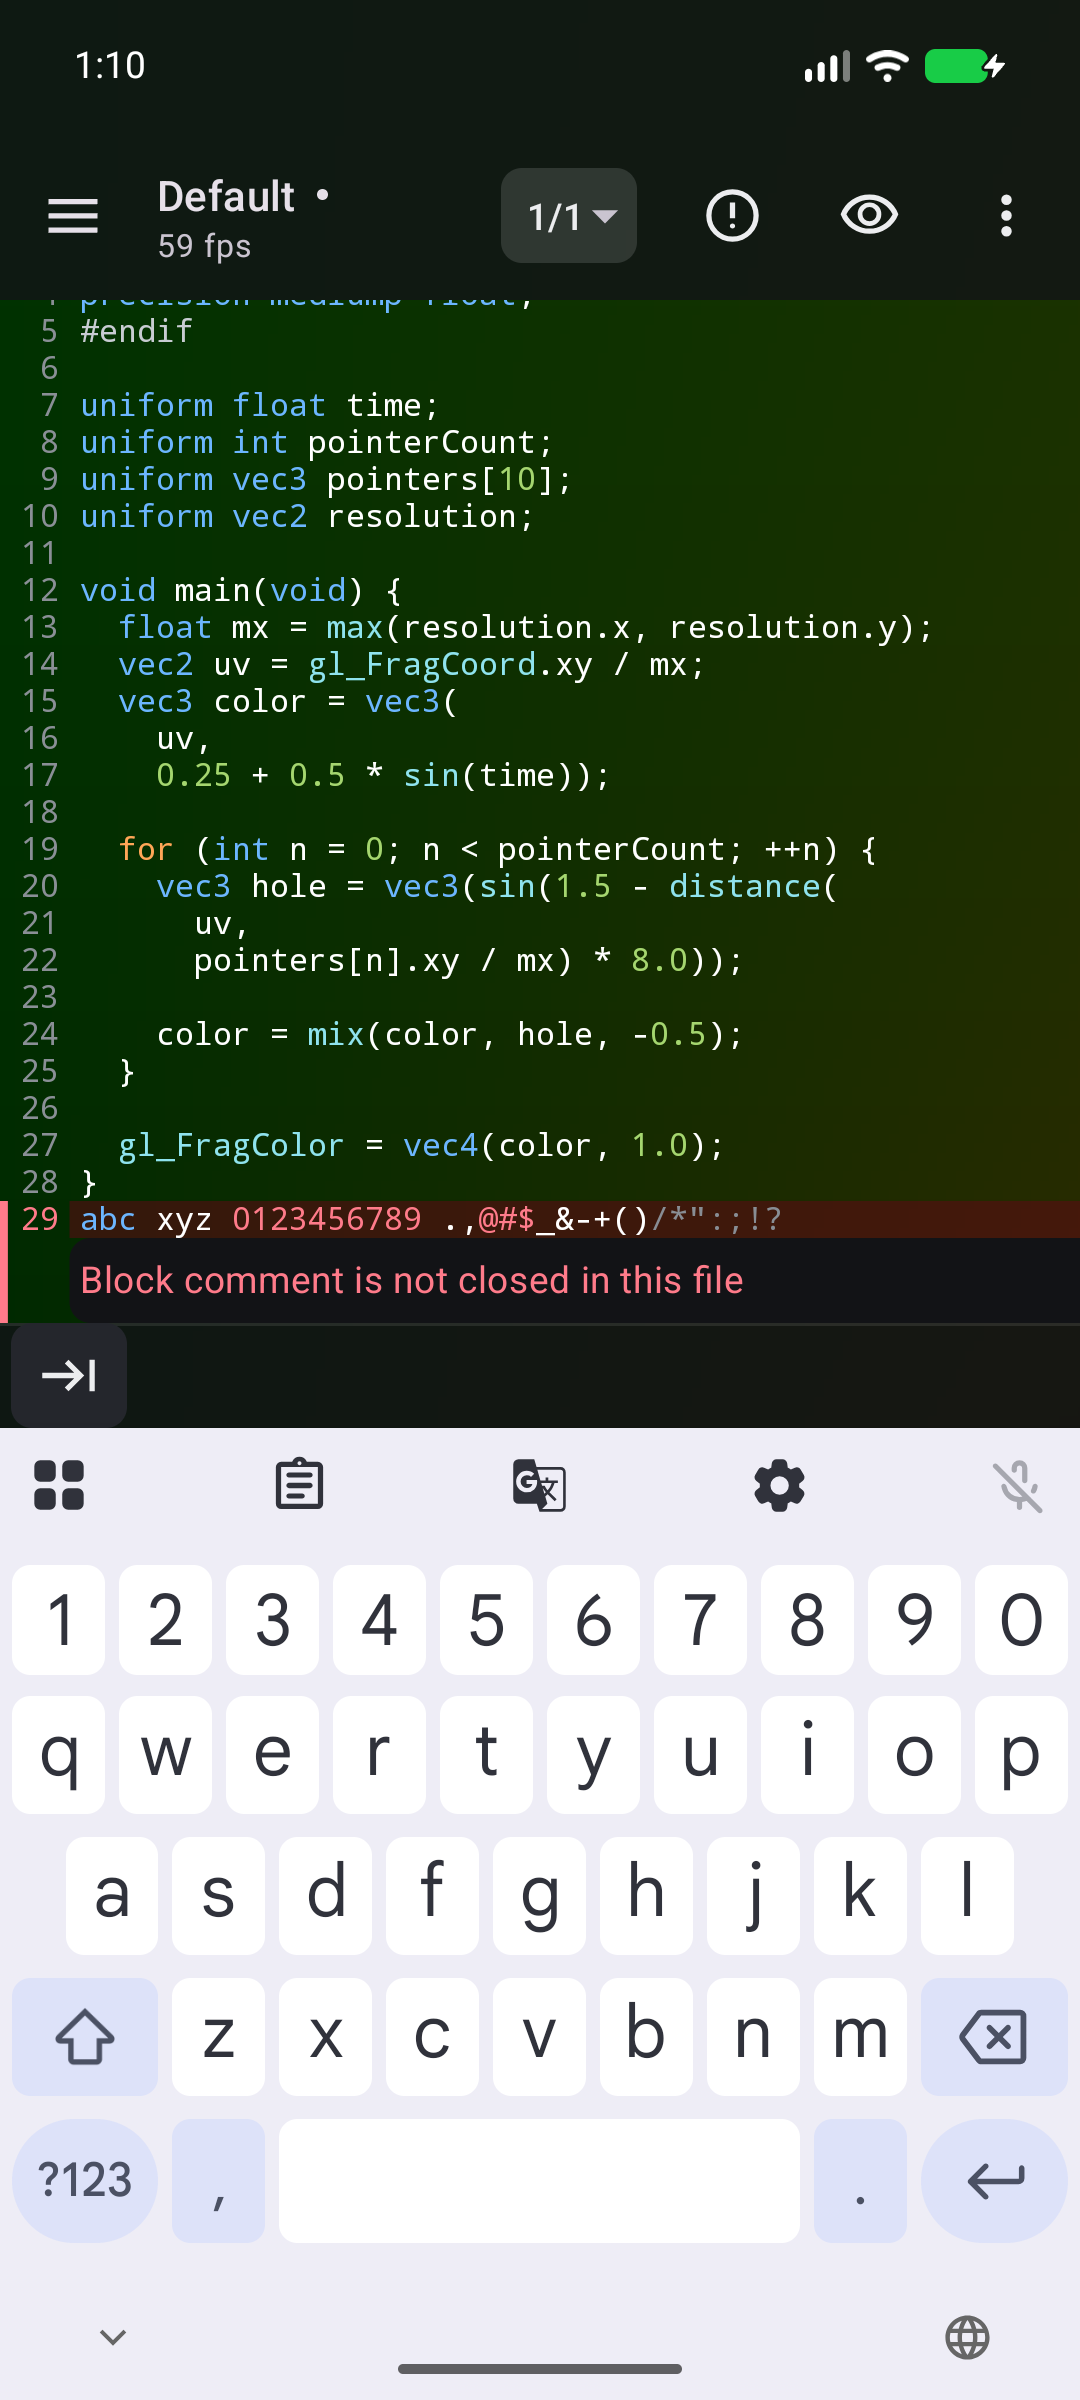 1:10
Default •
59 fps
1/1
4 precision mediump float;
5 #endif
6
7 uniform float time;
8 uniform int pointerCount;
9 uniform vec3 pointers[10];
10 uniform vec2 resolution;
11
12 void main(void) {
13   float mx = max(resolution.x, resolution.y);
14   vec2 uv = gl_FragCoord.xy / mx;
15   vec3 color = vec3(
16     uv,
17     0.25 + 0.5 * sin(time));
18
19   for (int n = 0; n < pointerCount; ++n) {
20     vec3 hole = vec3(sin(1.5 - distance(
21       uv,
22       pointers[n].xy / mx) * 8.0));
23
24     color = mix(color, hole, -0.5);
25   }
26
27   gl_FragColor = vec4(color, 1.0);
28 }
29 abc xyz 0123456789 .,@#$_&-+()/*":;!?
Block comment is not closed in this file
1 2 3 4 5 6 7 8 9 0
q w e r t y u i o p
a s d f g h j k l
z x c v b n m
?123 , .